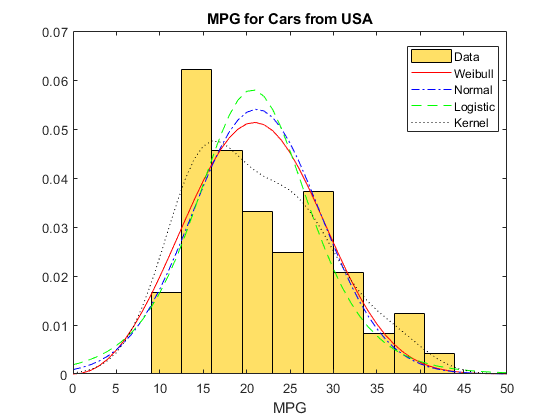 MPG for Cars from USA
0.07
0.06
0.05
0.04
0.03
0.02
0.01
0
Data
Weibull
Normal
Logistic
Kernel
0 5 10 15 20 25 30 35 40 45 50
MPG